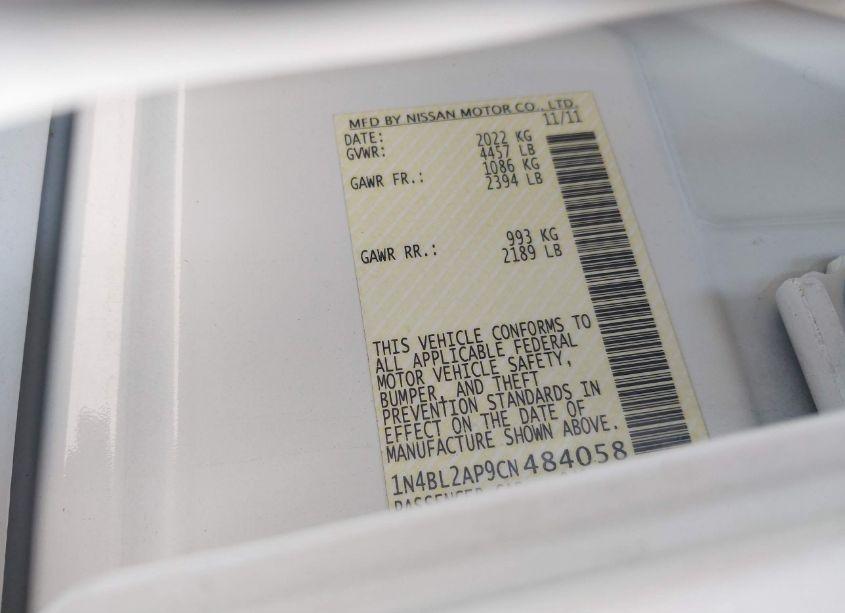 MFD BY NISSAN MOTOR CO., LTD.
DATE: 11/11
GVWR: 2022 KG
4457 LB
GAWR FR.: 1086 KG
2394 LB
GAWR RR.: 993 KG
2189 LB
THIS VEHICLE CONFORMS TO
ALL APPLICABLE FEDERAL
MOTOR VEHICLE SAFETY,
BUMPER, AND THEFT
PREVENTION STANDARDS IN
EFFECT ON THE DATE OF
MANUFACTURE SHOWN ABOVE.
1N4BL2AP9CN484058
PASSENGER